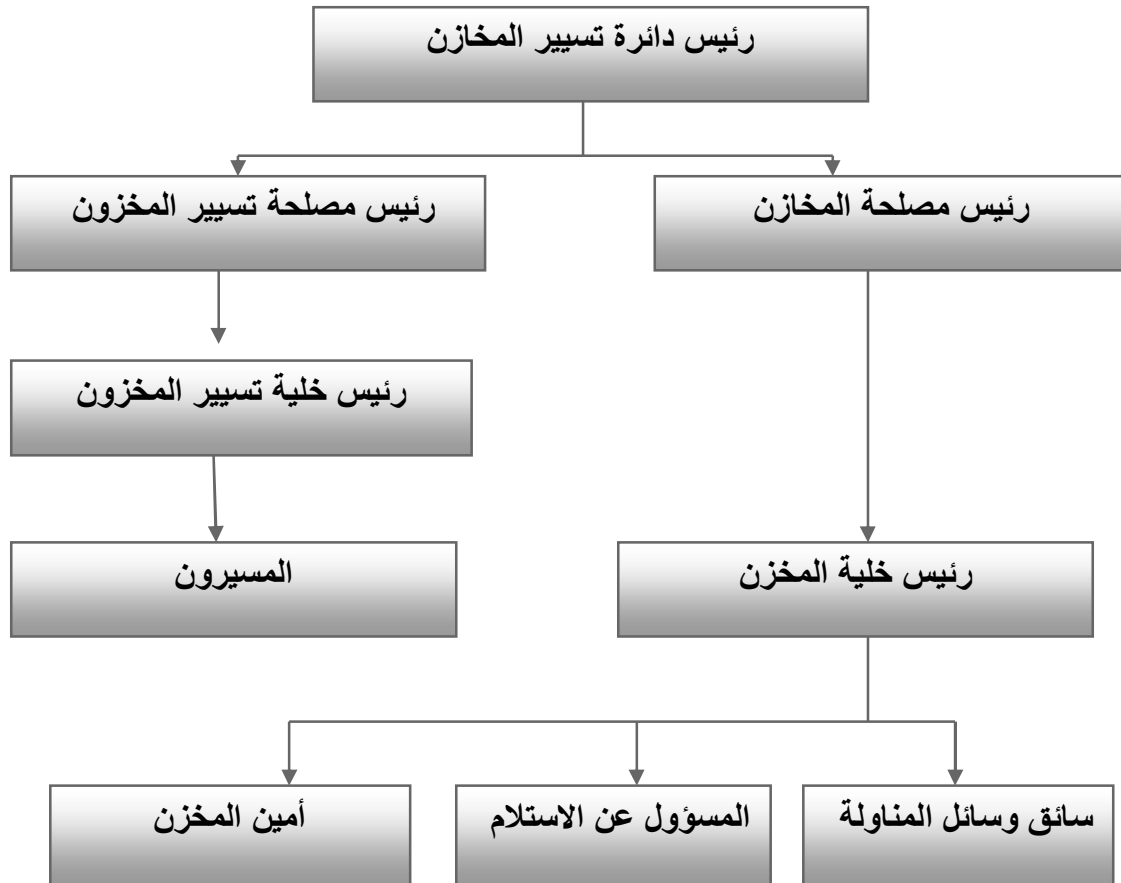 رئيس دائرة تسيير المخازن
رئيس مصلحة المخازن
رئيس مصلحة تسيير المخزون
رئيس خلية تسيير المخزون
رئيس خلية المخزن
المسيرون
سائق وسائل المناولة
المسؤول عن الاستلام
أمين المخزن